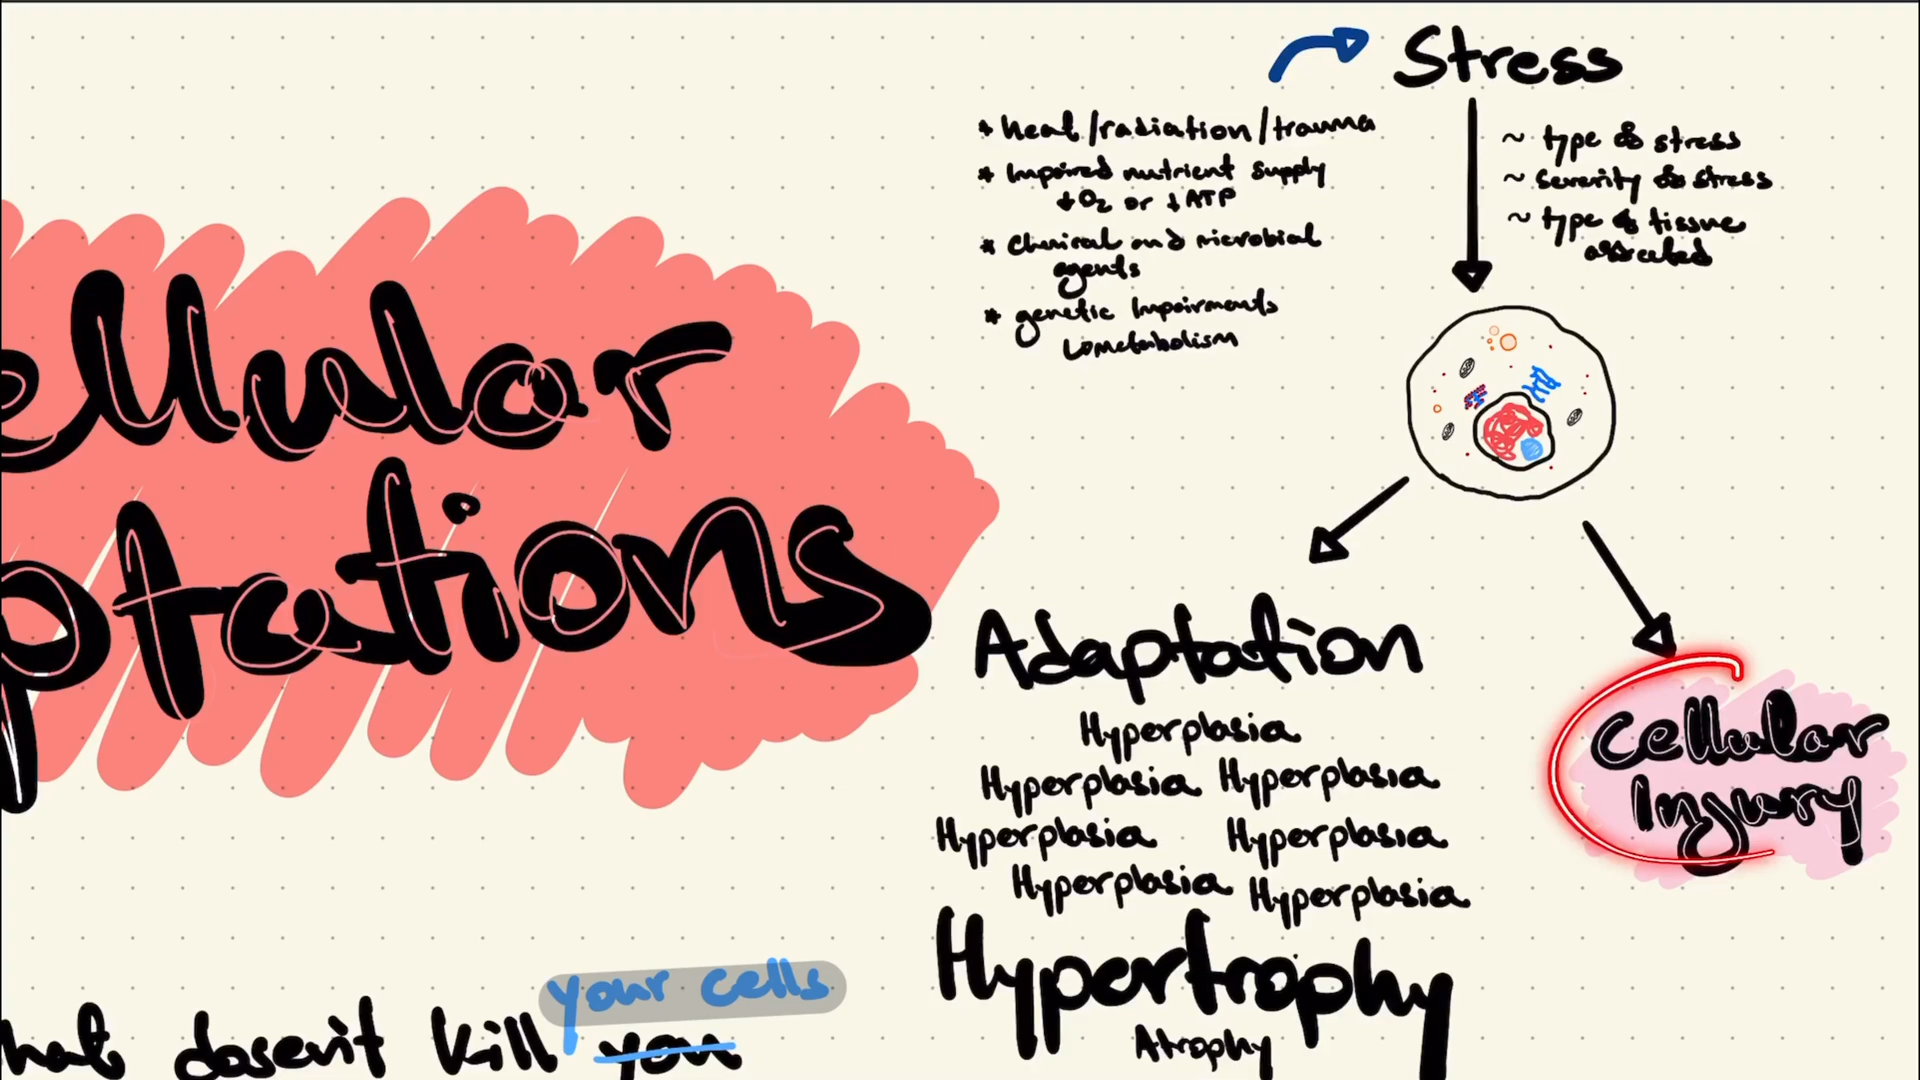 Stress
* heat/radiation/trauma
* Impaired nutrient supply
↓O₂ or ↓ATP
* Chemical and microbial
agents
* genetic Impairments
↳metabolism
~ type of stress
~ severity of stress
~ type of tissue
affected
ellular
ptations
Adaptation
Hyperplasia
Hyperplasia Hyperplasia
Hyperplasia Hyperplasia
Hyperplasia Hyperplasia
Hypertrophy
Atrophy
Cellular
Injury
your cells
hat dosen't kill you